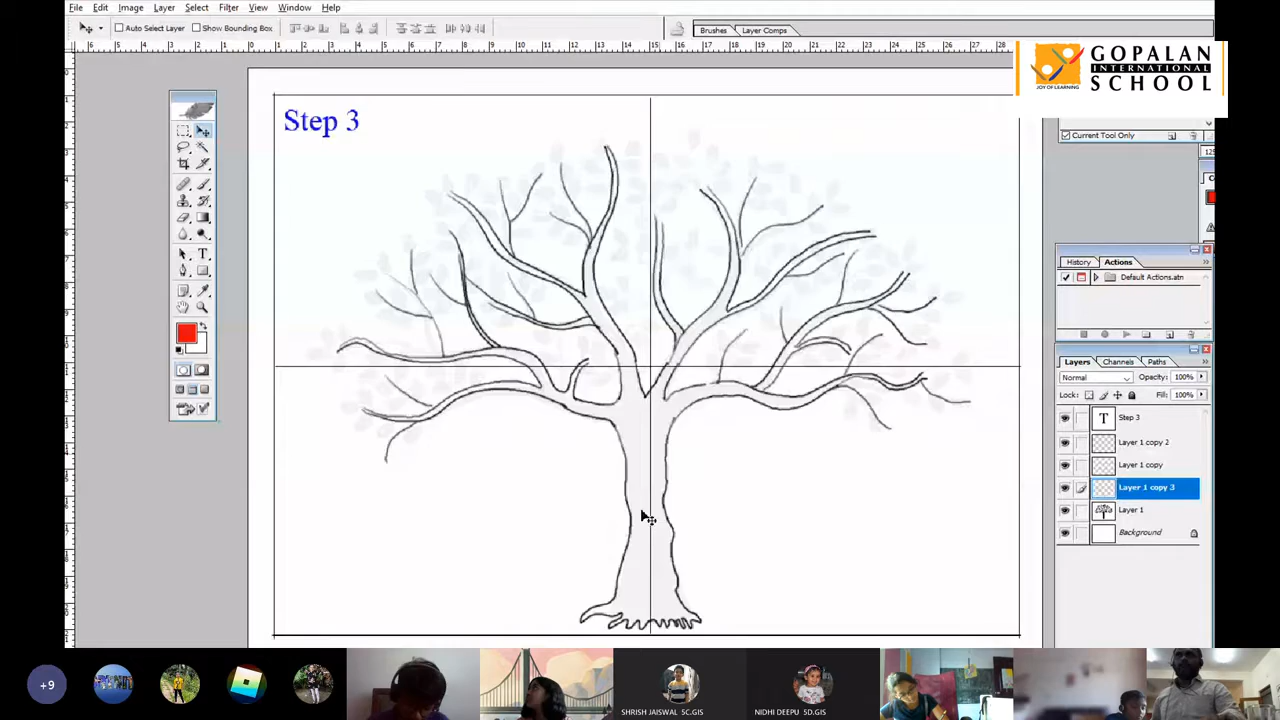 File Edit Image Layer Select Filter View Window Help
Auto Select Layer Show Bounding Box Brushes Layer Comps
GOPALAN
INTERNATIONAL
SCHOOL
JOY OF LEARNING
Step 3
Current Tool Only
History Actions
Default Actions.atn
Layers Channels Paths
Normal Opacity: 100%
Lock: Fill: 100%
T Step 3
Layer 1 copy 2
Layer 1 copy
Layer 1 copy 3
Layer 1
Background
+9
SHRISH JAISWAL 5C.GIS
NIDHI DEEPU 5D.GIS